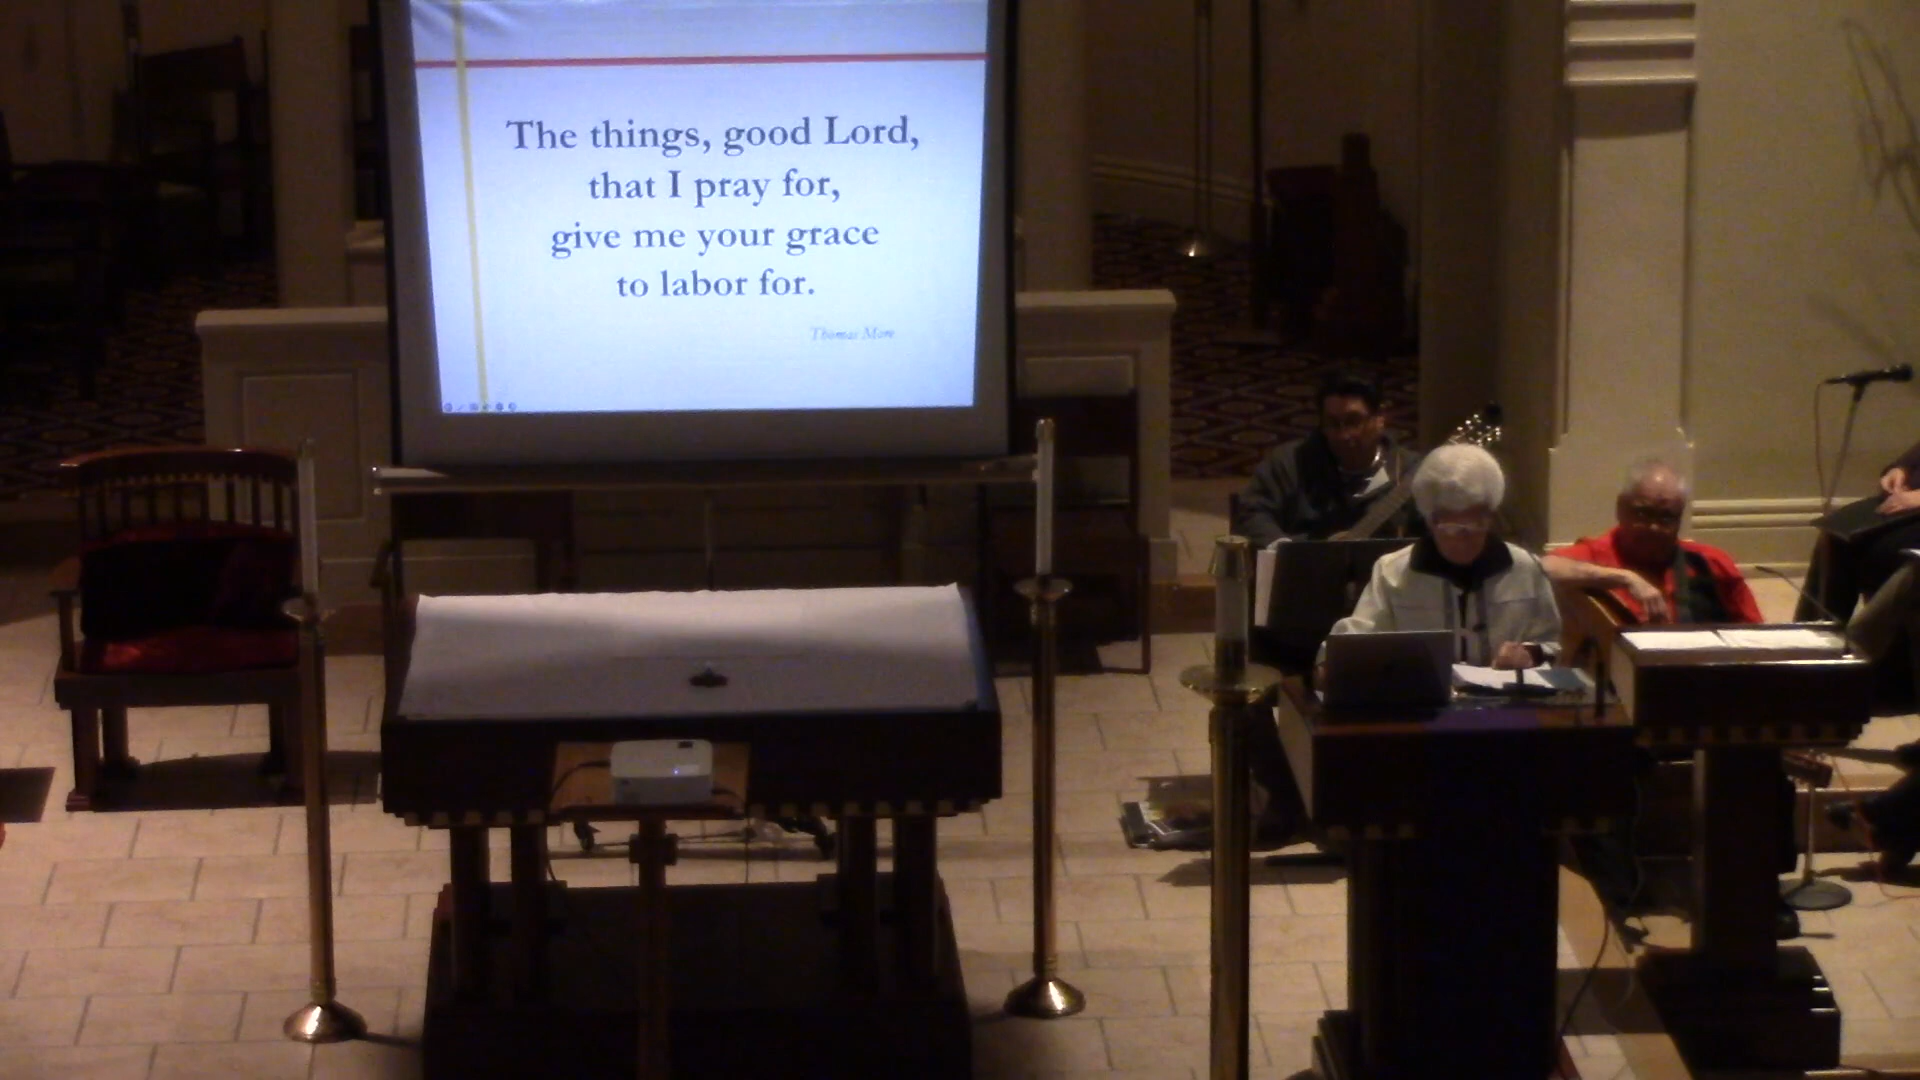 The things, good Lord,
that I pray for,
give me your grace
to labor for.
Thomas More